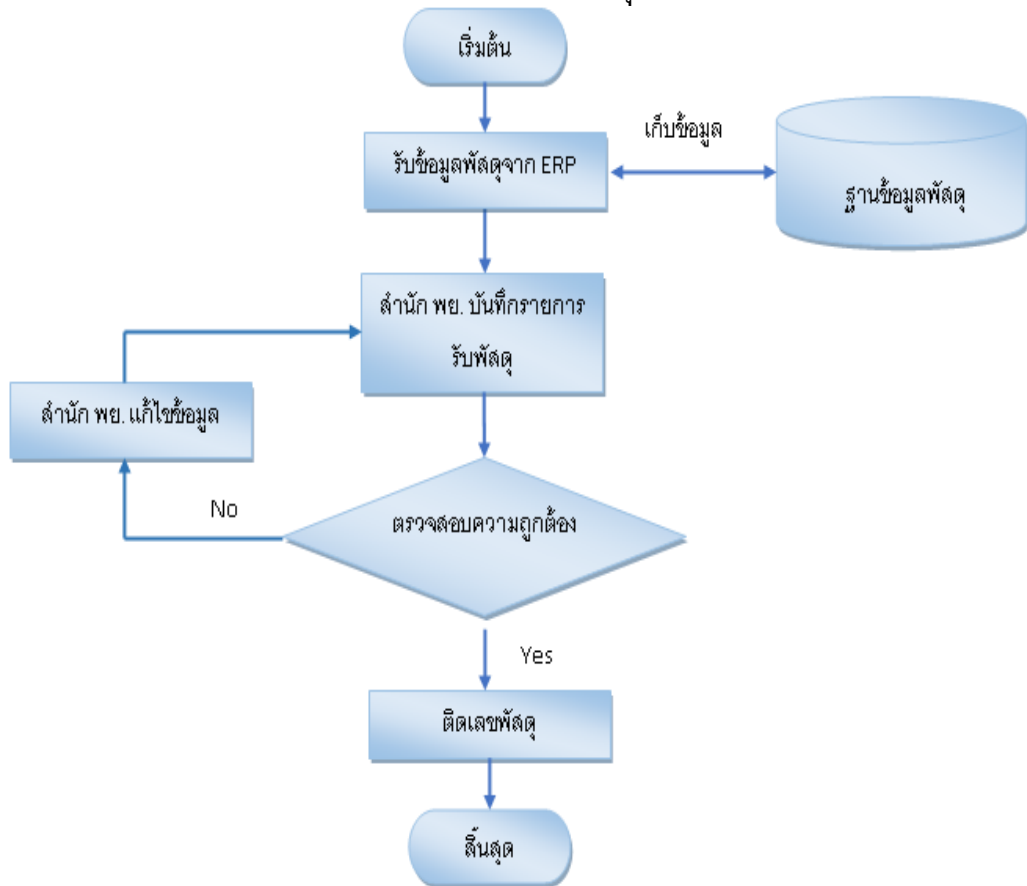 เริ่มต้น
เก็บข้อมูล
รับข้อมูลพัสดุจาก ERP
ฐานข้อมูลพัสดุ
สำนัก พย. บันทึกรายการ
รับพัสดุ
สำนัก พย. แก้ไขข้อมูล
No
ตรวจสอบความถูกต้อง
Yes
ติดเลขพัสดุ
สิ้นสุด